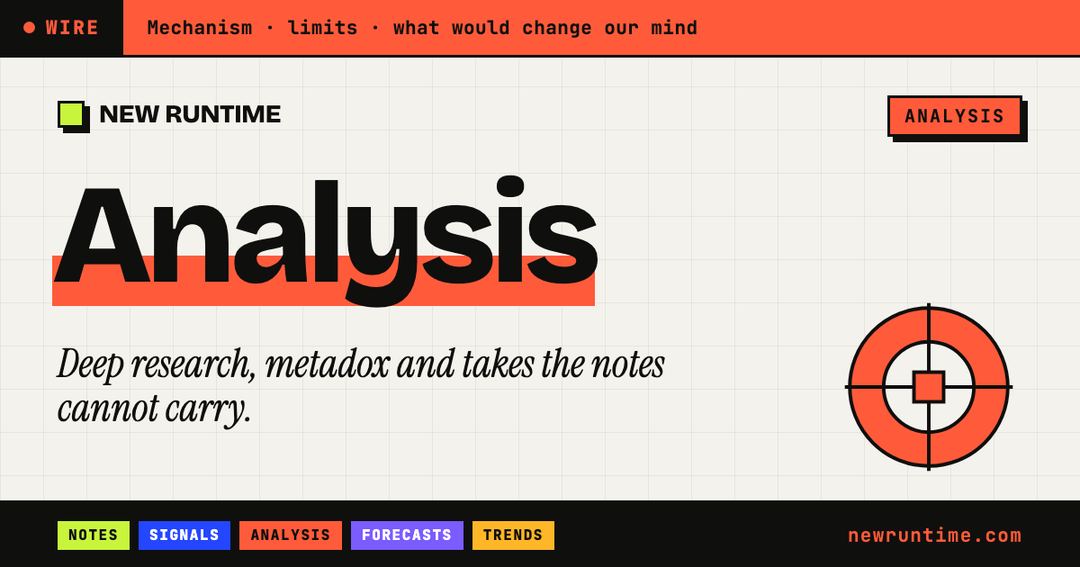 WIRE
Mechanism · limits · what would change our mind
NEW RUNTIME
ANALYSIS
Analysis
Deep research, metadox and takes the notes
cannot carry.
NOTES
SIGNALS
ANALYSIS
FORECASTS
TRENDS
newruntime.com